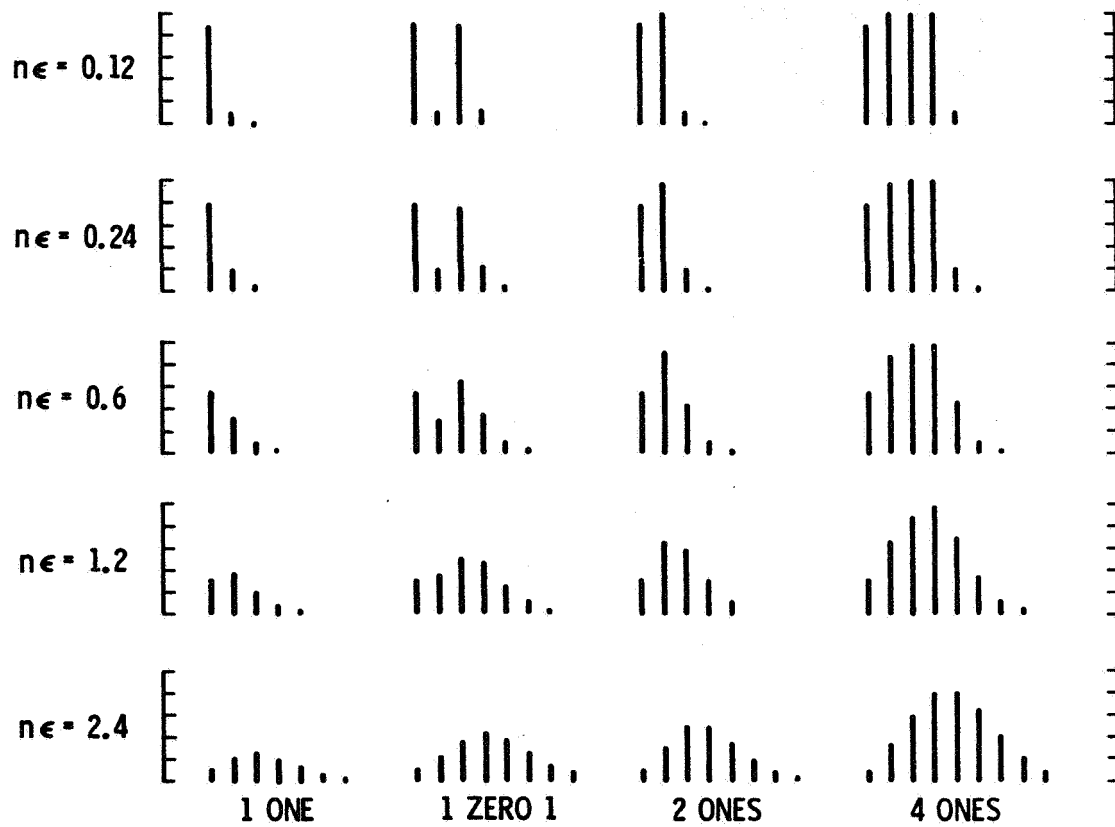 nϵ = 0.12
nϵ = 0.24
nϵ = 0.6
nϵ = 1.2
nϵ = 2.4
1 ONE 1 ZERO 1 2 ONES 4 ONES